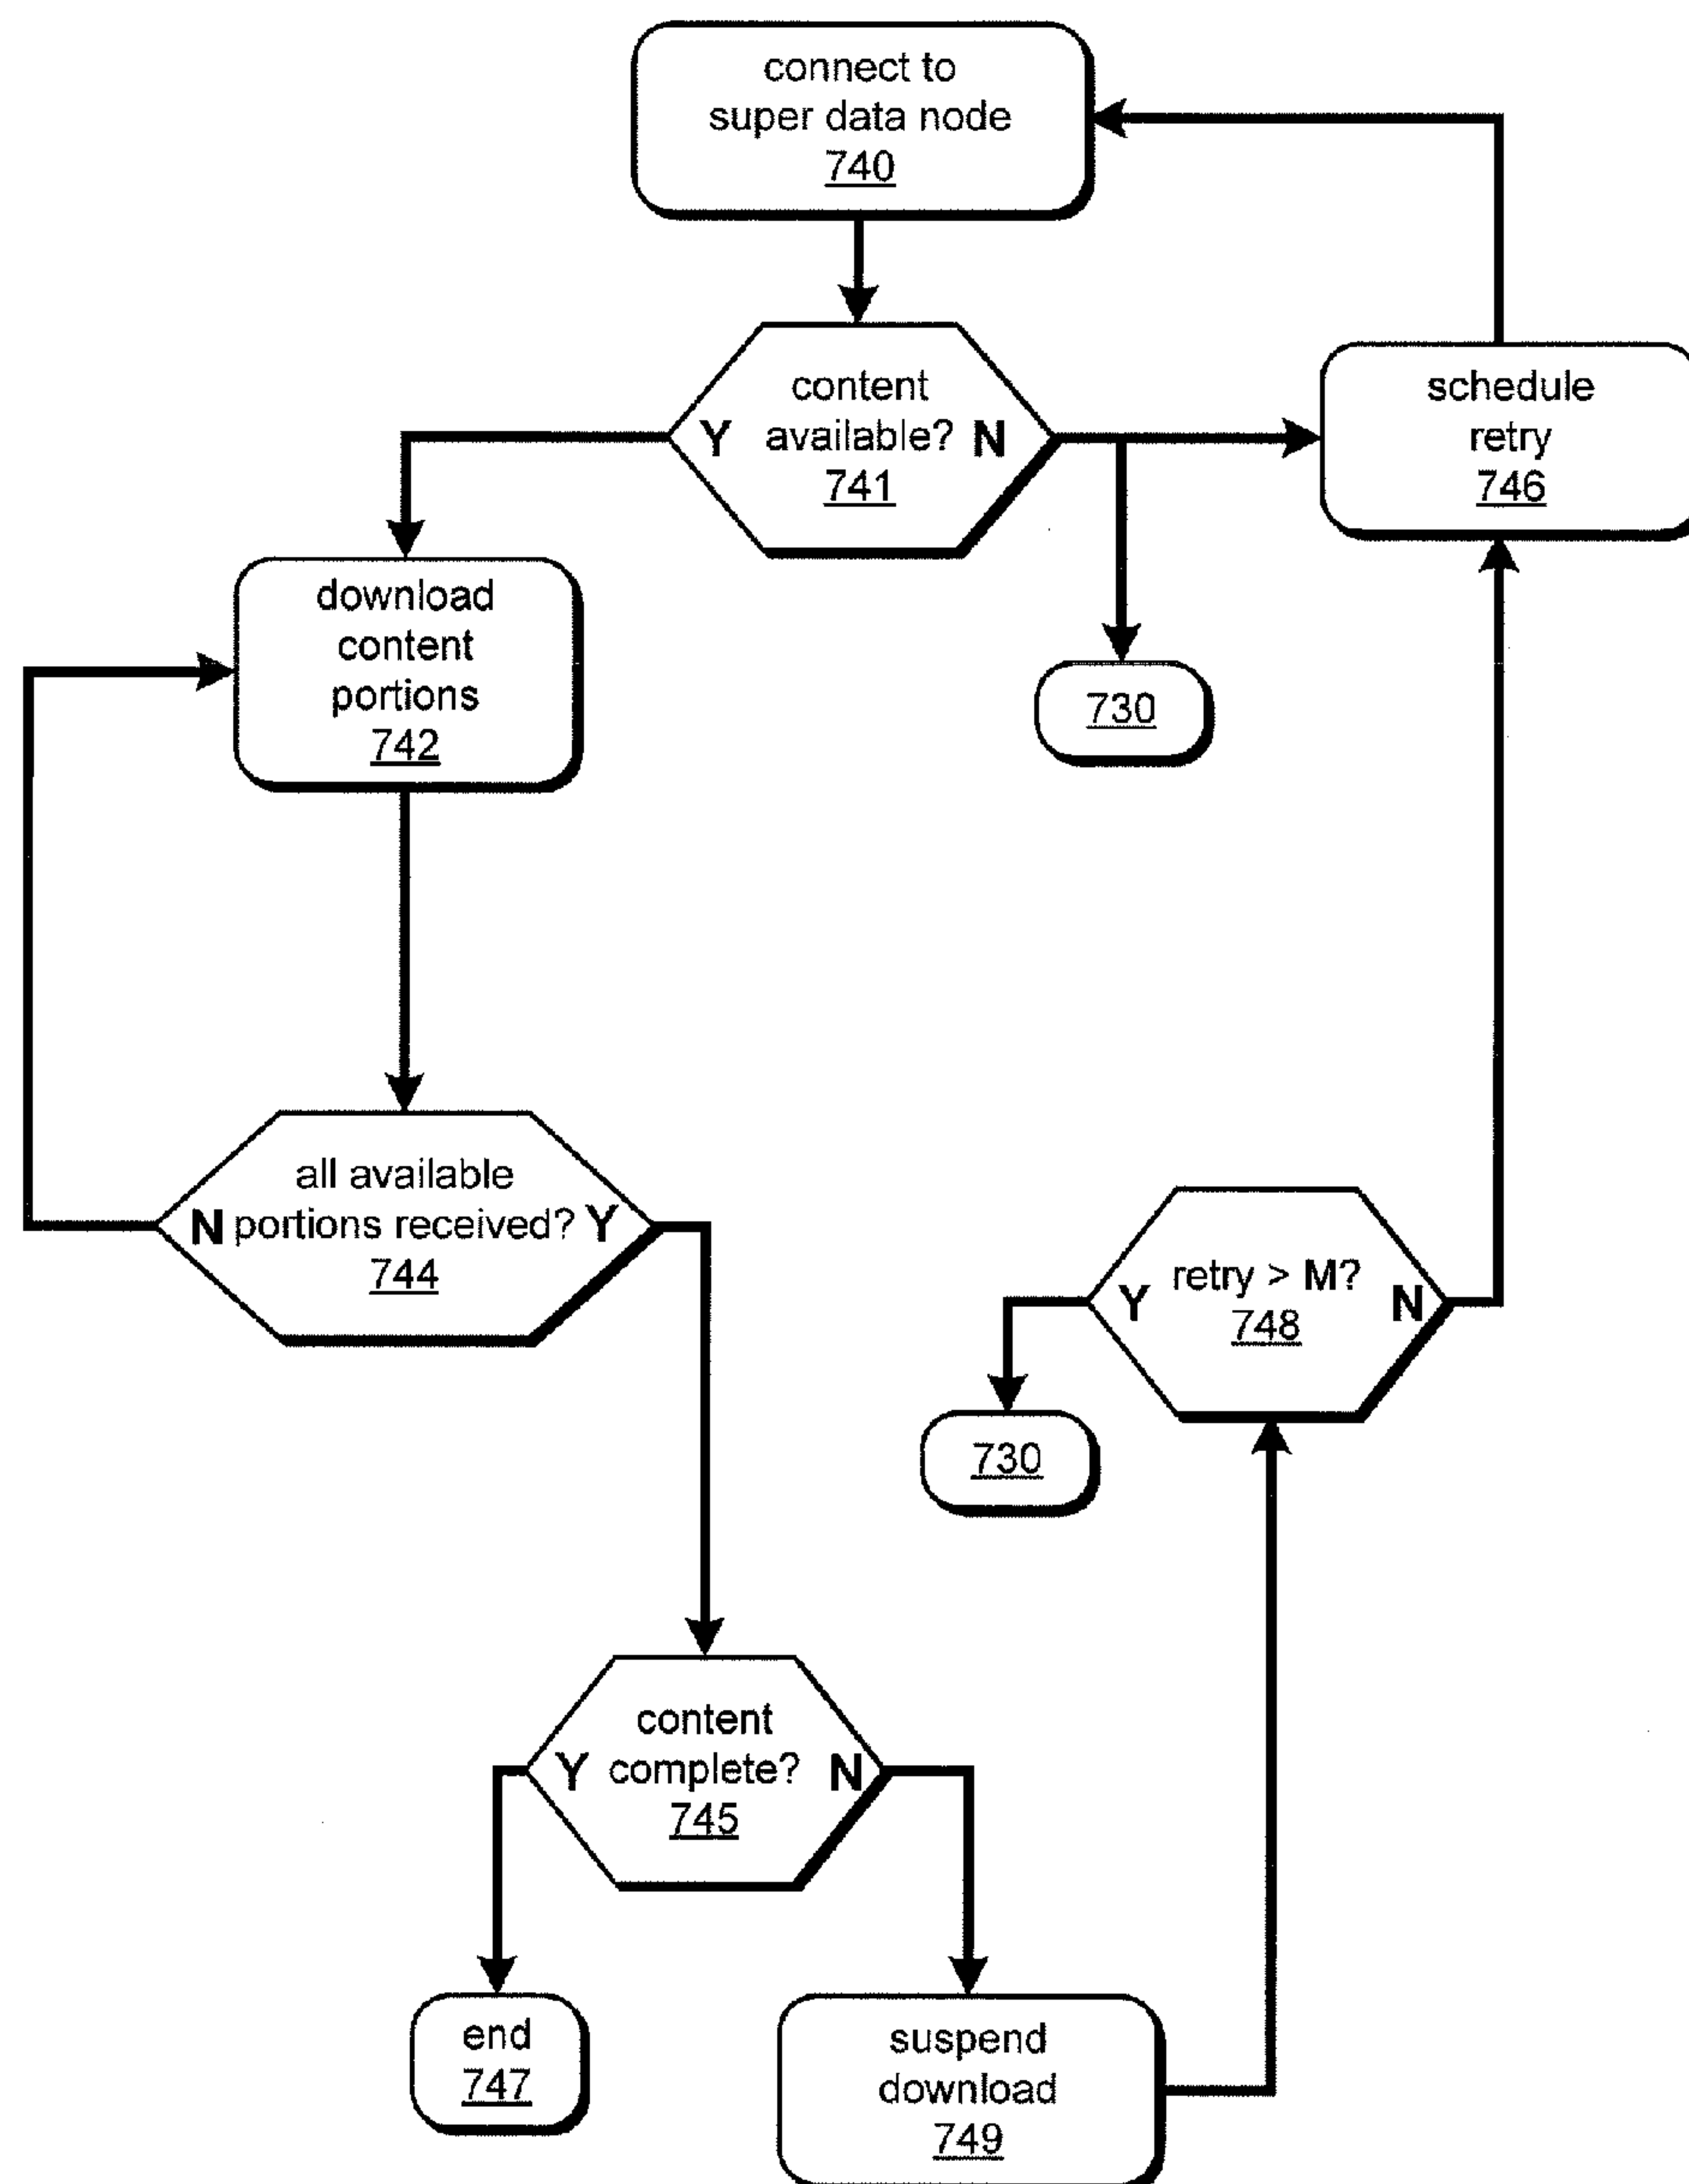 connect to
super data node
740
content
Y available? N
741
schedule
retry
746
download
content
portions
742
730
all available
N portions received? Y
744
retry > M?
Y N
748
730
content
Y complete? N
745
end
747
suspend
download
749